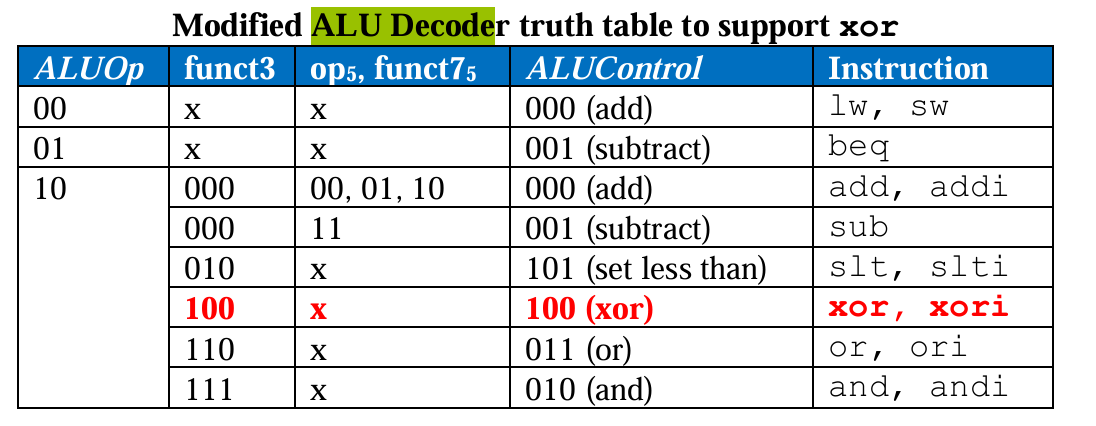 Modified ALU Decoder truth table to support xor
ALUOp funct3 op₅, funct7₅ ALUControl Instruction
00 x x 000 (add) lw, sw
01 x x 001 (subtract) beq
10 000 00, 01, 10 000 (add) add, addi
000 11 001 (subtract) sub
010 x 101 (set less than) slt, slti
100 x 100 (xor) xor, xori
110 x 011 (or) or, ori
111 x 010 (and) and, andi